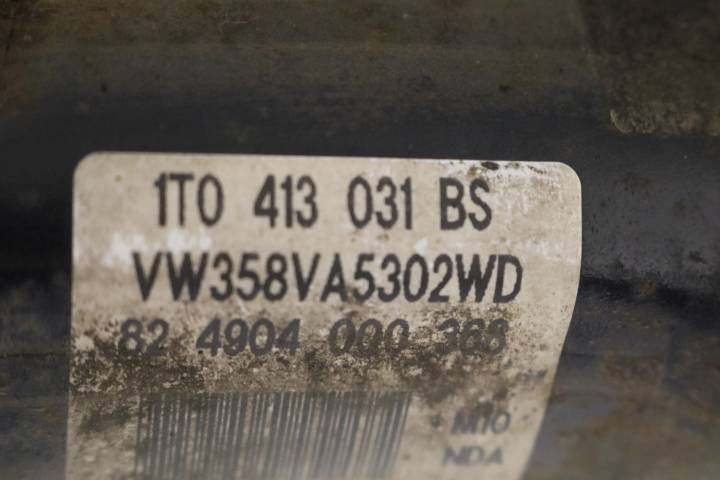 1T0 413 031 BS
VW358VA5302WD
82 4904 000 368
M10
NDA